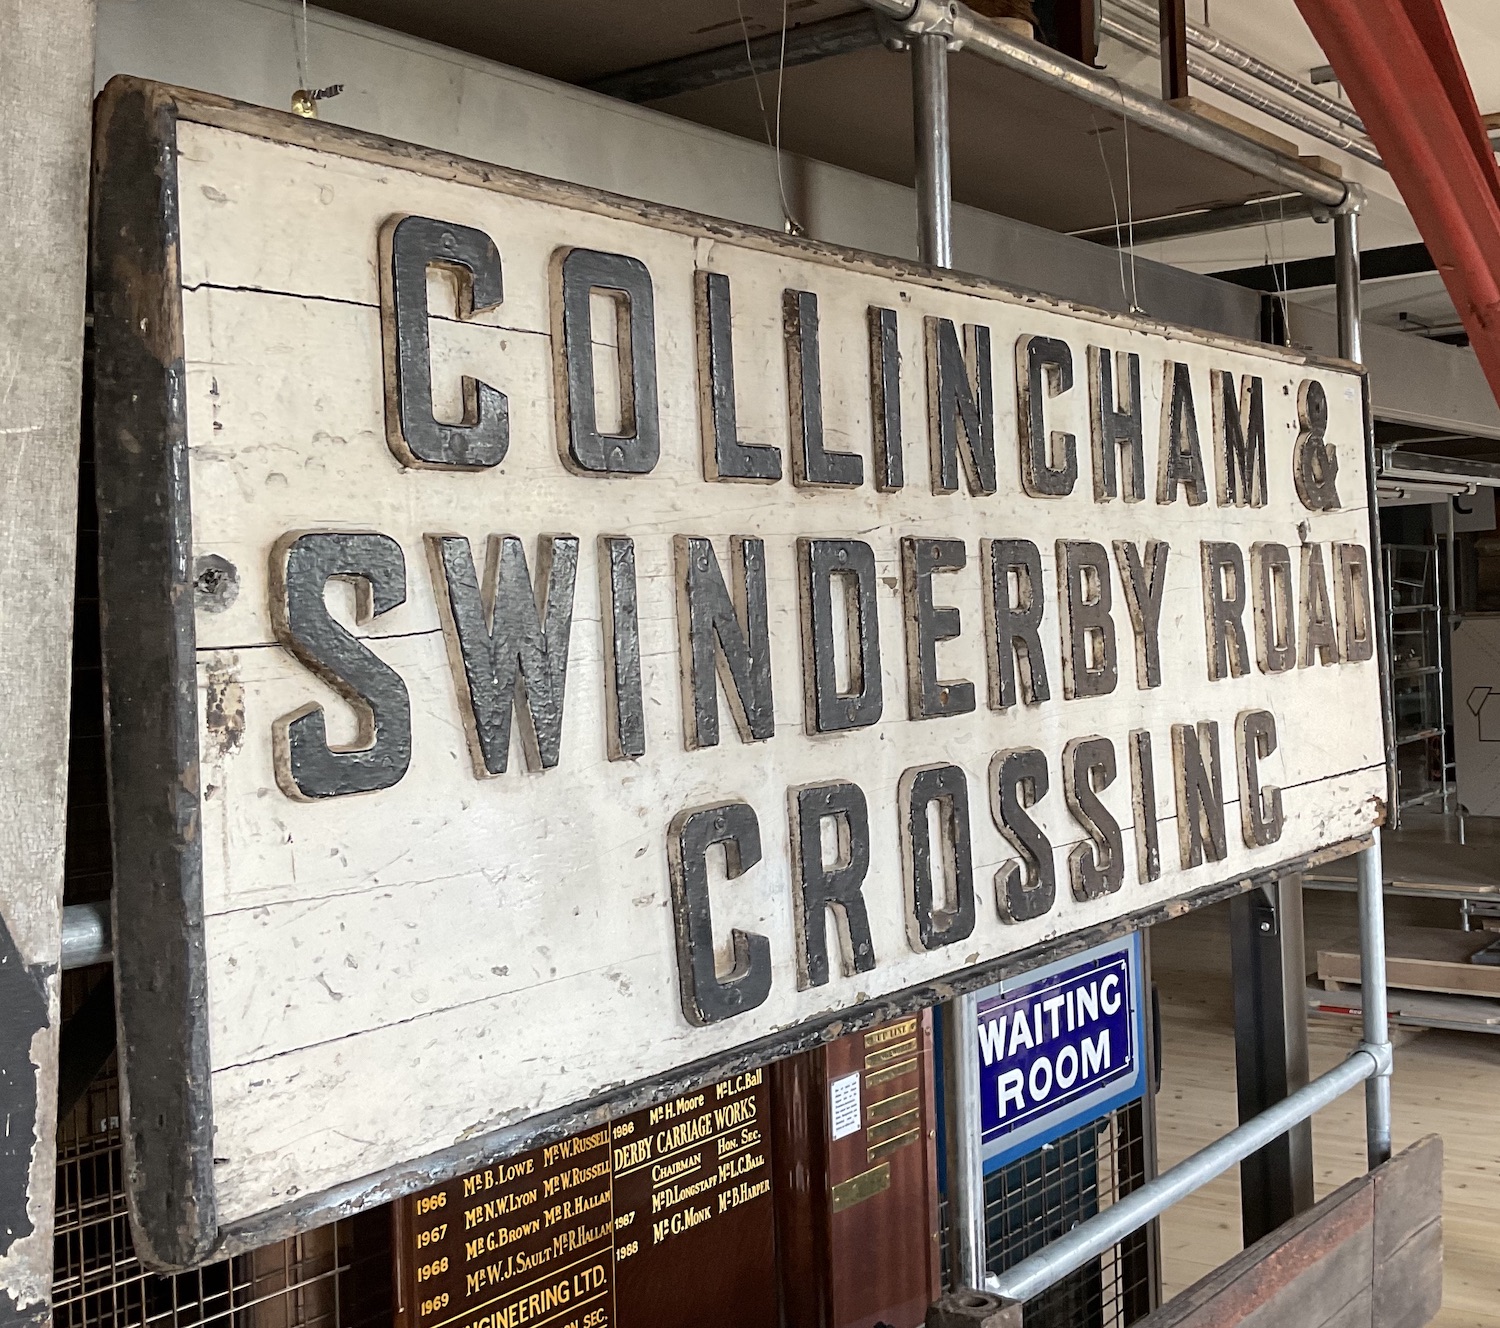 COLLINGHAM &
SWINDERBY ROAD
CROSSING
WAITING
ROOM
1966 Mr B. LOWE Mr W. RUSSELL
1967 Mr N.W. LYON Mr W. RUSSELL
1968 Mr G. BROWN Mr R. HALLAM
1969 Mr W.J. SAULT Mr R. HALLAM
GINEERING LTD.
SEC.
1986 Mr H. Moore Mr L.C. Ball
DERBY CARRIAGE WORKS
CHAIRMAN HON. SEC.
Mr D. LONGSTAFF Mr L.C. BALL
1987 Mr G. MONK Mr B. HARPER
1988